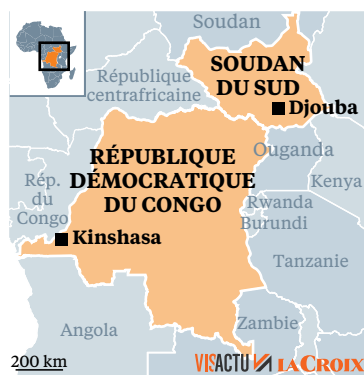 Soudan
République
centrafricaine
SOUDAN
DU SUD
Djouba
Ouganda
Kenya
RÉPUBLIQUE
DÉMOCRATIQUE
DU CONGO
Rép.
du
Congo
Rwanda
Burundi
Kinshasa
Tanzanie
Angola
Zambie
200 km
VISACTU LA CROIX